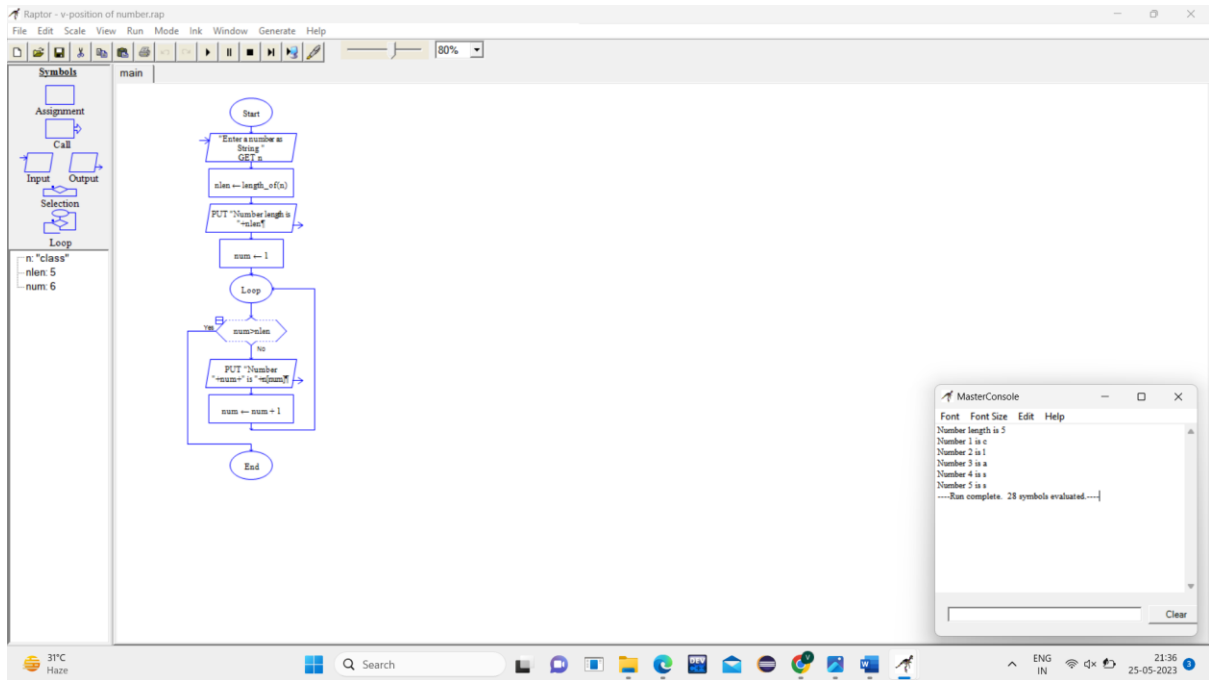 Raptor - v-position of number.rap
File Edit Scale View Run Mode Ink Window Generate Help
80%
Symbols
Assignment
Call
Input Output
Selection
Loop
n: "class"
nlen: 5
num: 6
main
Start
"Enter a number as
String "
GET n
nlen ← length_of(n)
PUT "Number length is
"+nlen¶
num ← 1
Loop
Yes
num>nlen
No
PUT "Number
"+num+" is "+n[num]¶
num ← num + 1
End
MasterConsole
Font Font Size Edit Help
Number length is 5
Number 1 is c
Number 2 is l
Number 3 is a
Number 4 is s
Number 5 is s
----Run complete. 28 symbols evaluated.----
Clear
31°C
Haze
Search
DEV
ENG
IN
21:36
25-05-2023
3